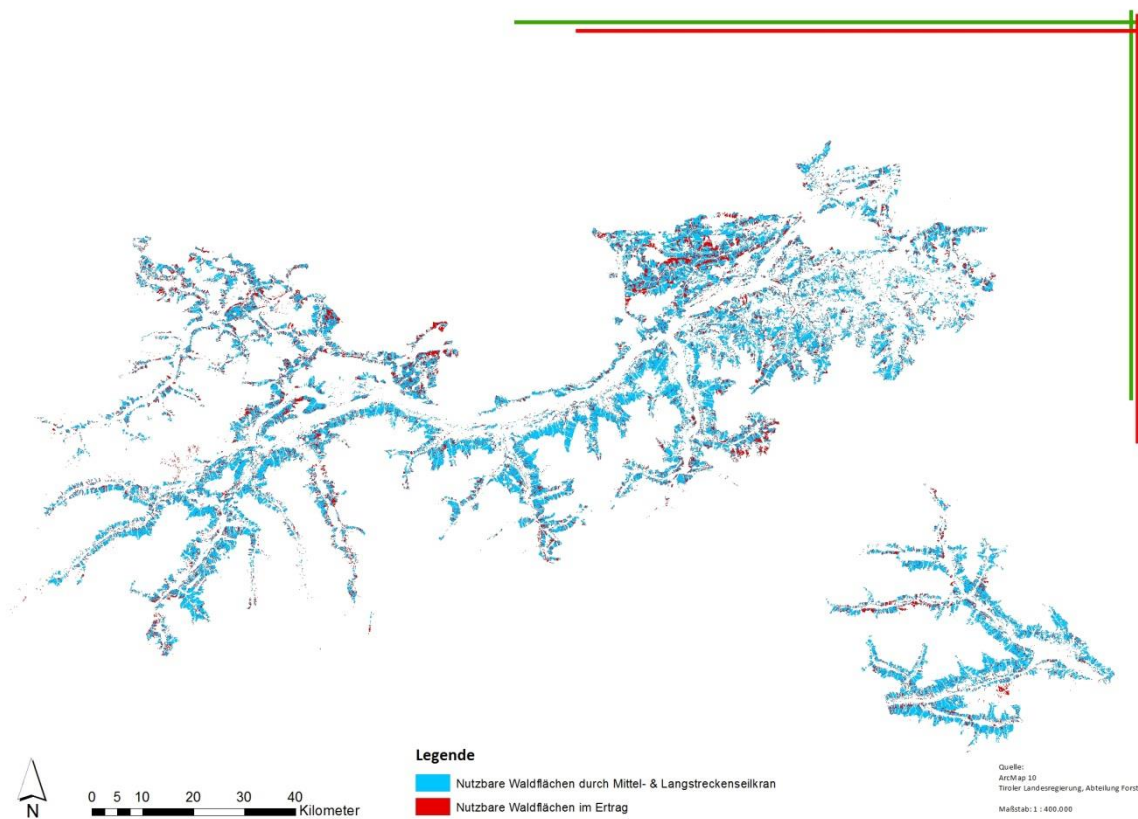 Legende
Nutzbare Waldflächen durch Mittel- & Langstreckenseilkran
Nutzbare Waldflächen im Ertrag
N
0 5 10 20 30 40
Kilometer
Quelle:
ArcMap 10
Tiroler Landesregierung, Abteilung Forst
Maßstab: 1 : 400.000